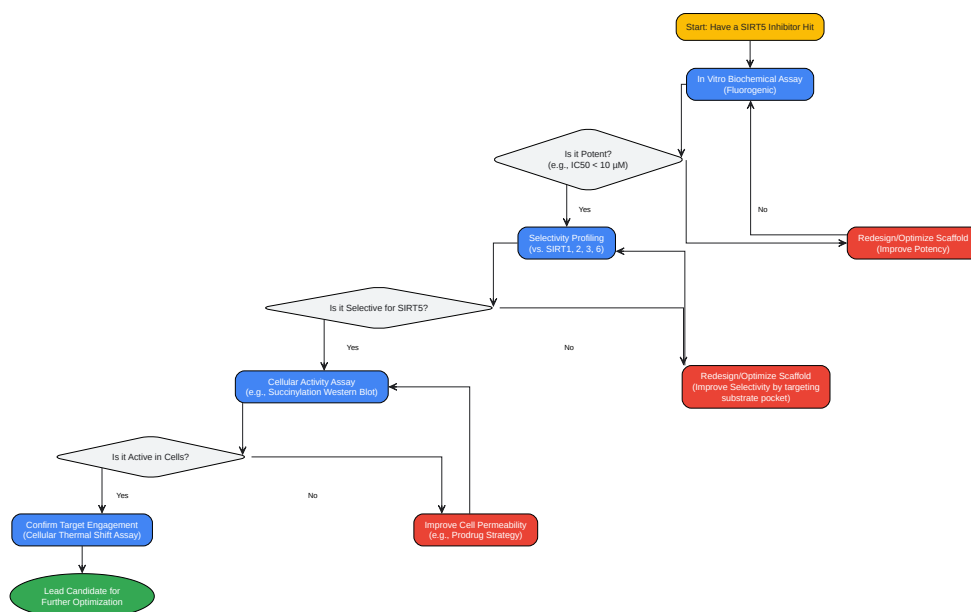 Start: Have a SIRT5 Inhibitor Hit
In Vitro Biochemical Assay
(Fluorogenic)
Is it Potent?
(e.g., IC50 < 10 µM)
Yes
No
Selectivity Profiling
(vs. SIRT1, 2, 3, 6)
Redesign/Optimize Scaffold
(Improve Potency)
Is it Selective for SIRT5?
Yes
No
Cellular Activity Assay
(e.g., Succinylation Western Blot)
Redesign/Optimize Scaffold
(Improve Selectivity by targeting
substrate pocket)
Is it Active in Cells?
Yes
No
Confirm Target Engagement
(Cellular Thermal Shift Assay)
Improve Cell Permeability
(e.g., Prodrug Strategy)
Lead Candidate for
Further Optimization